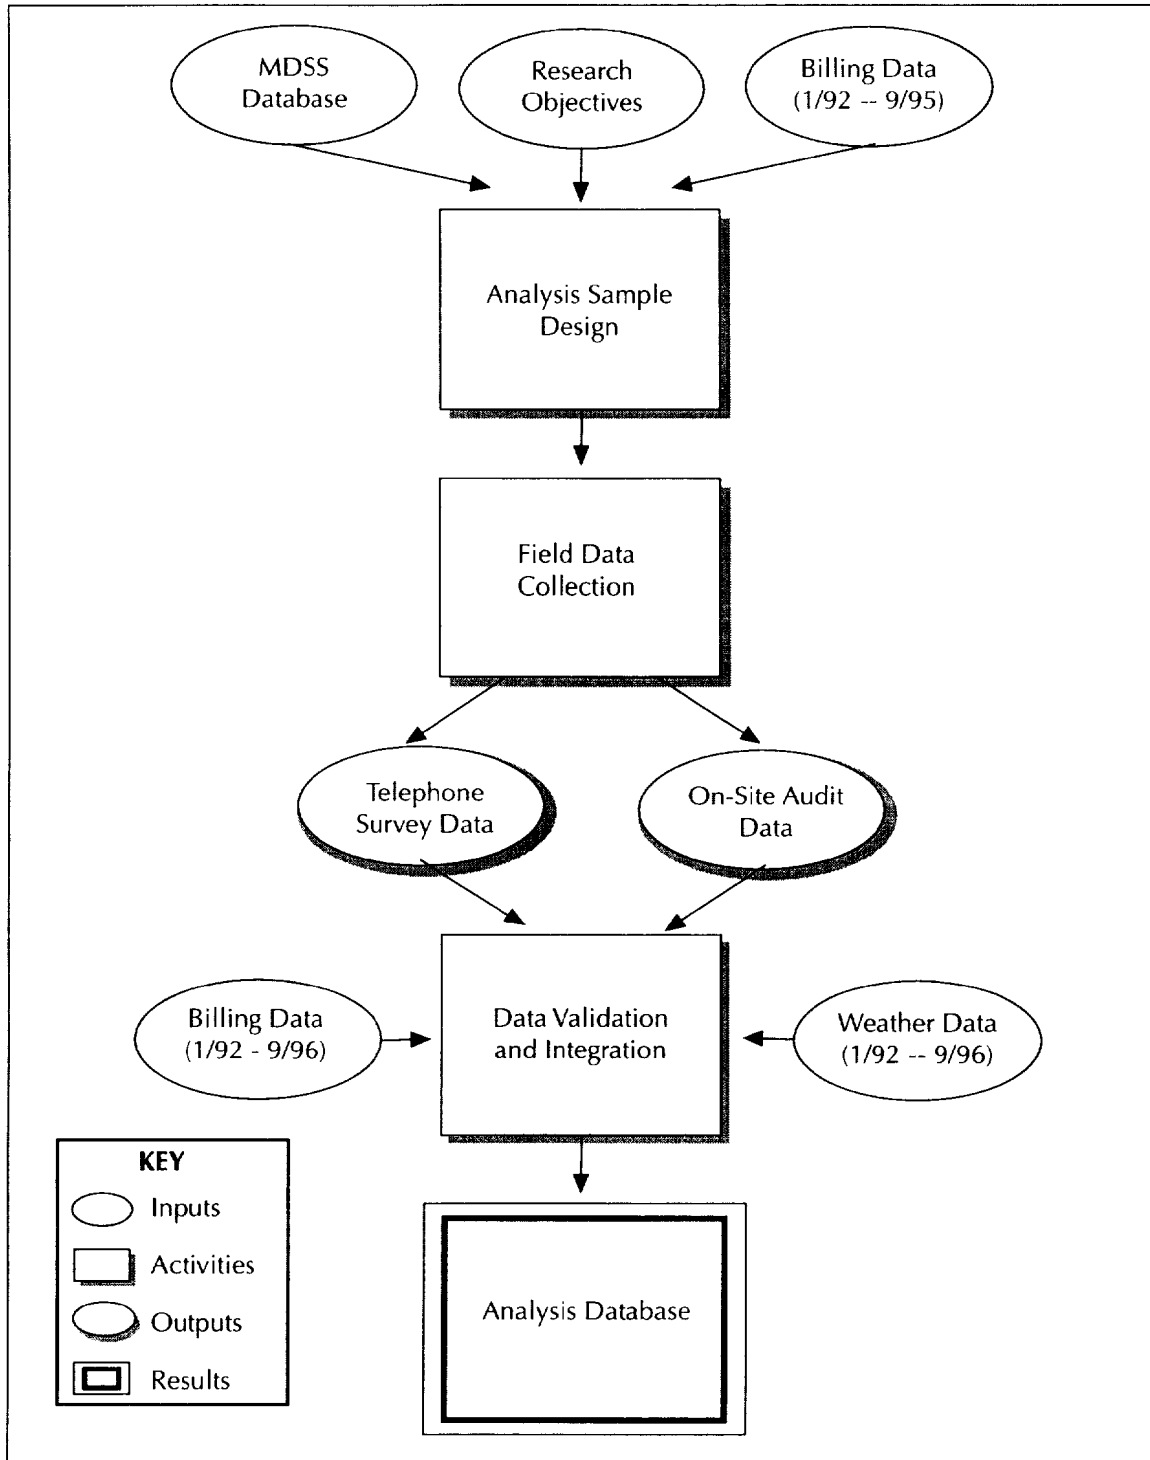 MDSS
Database
Research
Objectives
Billing Data
(1/92 -- 9/95)
Analysis Sample
Design
Field Data
Collection
Telephone
Survey Data
On-Site Audit
Data
Billing Data
(1/92 - 9/96)
Data Validation
and Integration
Weather Data
(1/92 -- 9/96)
KEY
Inputs
Activities
Outputs
Results
Analysis Database